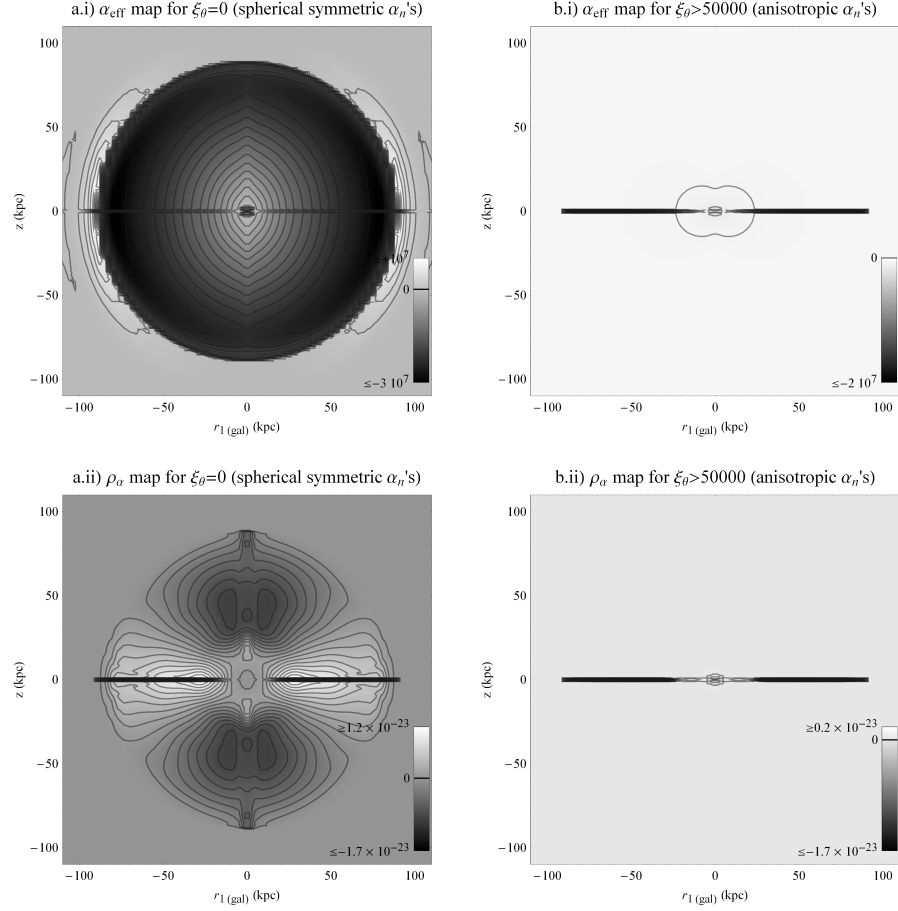 a.i) αeff map for ξθ=0 (spherical symmetric αn's)
b.i) αeff map for ξθ>50000 (anisotropic αn's)
100
50
0
−50
−100
z (kpc)
0
≤−3 10^7
−100
−50
0
50
100
r1 (gal) (kpc)
100
50
0
−50
−100
z (kpc)
0
≤−2 10^7
−100
−50
0
50
100
r1 (gal) (kpc)
a.ii) ρα map for ξθ=0 (spherical symmetric αn's)
b.ii) ρα map for ξθ>50000 (anisotropic αn's)
100
50
0
−50
−100
z (kpc)
≥1.2 × 10^−23
0
≤−1.7 × 10^−23
−100
−50
0
50
100
r1 (gal) (kpc)
100
50
0
−50
−100
z (kpc)
≥0.2 × 10^−23
0
≤−1.7 × 10^−23
−100
−50
0
50
100
r1 (gal) (kpc)